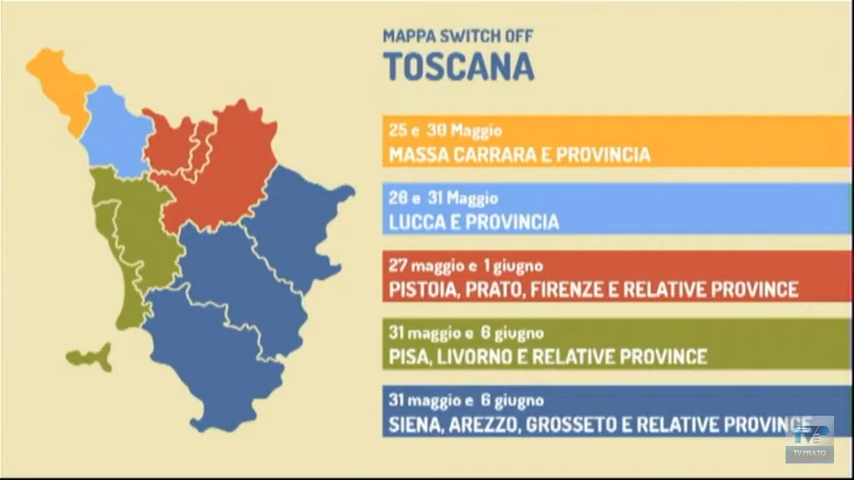 MAPPA SWITCH OFF
TOSCANA
25 e 30 Maggio
MASSA CARRARA E PROVINCIA
26 e 31 Maggio
LUCCA E PROVINCIA
27 maggio e 1 giugno
PISTOIA, PRATO, FIRENZE E RELATIVE PROVINCE
31 maggio e 6 giugno
PISA, LIVORNO E RELATIVE PROVINCE
31 maggio e 6 giugno
SIENA, AREZZO, GROSSETO E RELATIVE PROVINCE
TVP
TV PRATO